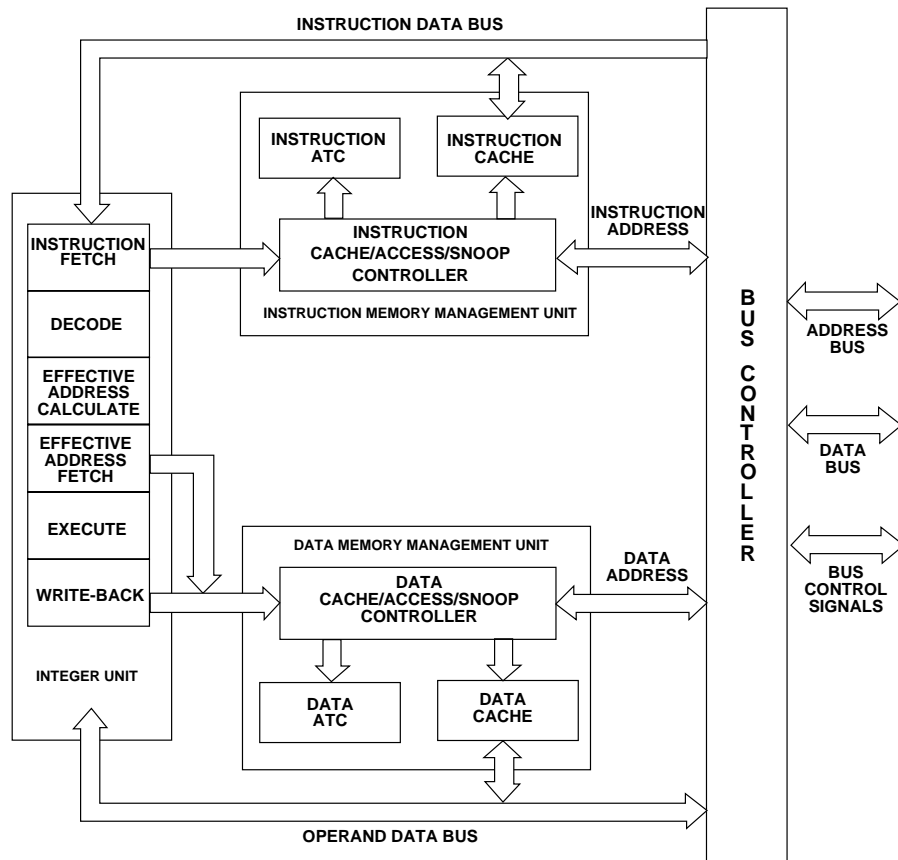 INSTRUCTION DATA BUS
INSTRUCTION
ATC
INSTRUCTION
CACHE
INSTRUCTION
ADDRESS
INSTRUCTION
FETCH
INSTRUCTION
CACHE/ACCESS/SNOOP
CONTROLLER
INSTRUCTION MEMORY MANAGEMENT UNIT
DECODE
EFFECTIVE
ADDRESS
CALCULATE
EFFECTIVE
ADDRESS
FETCH
EXECUTE
WRITE-BACK
INTEGER UNIT
DATA MEMORY MANAGEMENT UNIT
DATA
CACHE/ACCESS/SNOOP
CONTROLLER
DATA
ADDRESS
DATA
ATC
DATA
CACHE
OPERAND DATA BUS
BUS CONTROLLER
ADDRESS
BUS
DATA
BUS
BUS
CONTROL
SIGNALS